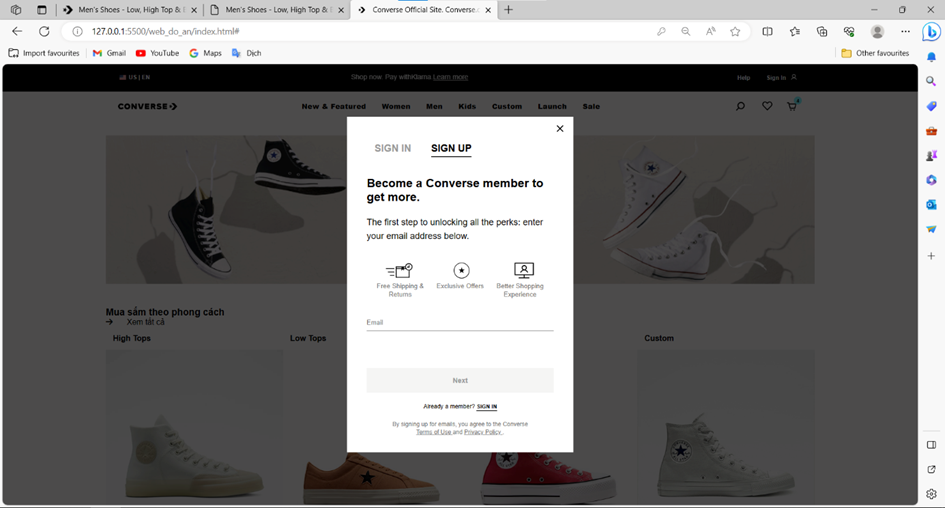 Men's Shoes - Low, High Top & E
Men's Shoes - Low, High Top & E
Converse Official Site. Converse.c
127.0.0.1:5500/web_do_an/index.html#
Import favourites
Gmail
YouTube
Maps
Dịch
Other favourites
US | EN
Shop now. Pay withKlarna Learn more
Help
Sign In
CONVERSE
New & Featured
Women
Men
Kids
Custom
Launch
Sale
SIGN IN
SIGN UP
Become a Converse member to
get more.
The first step to unlocking all the perks: enter
your email address below.
Free Shipping &
Returns
Exclusive Offers
Better Shopping
Experience
Email
Next
Already a member? SIGN IN
By signing up for emails, you agree to the Converse
Terms of Use and Privacy Policy .
Mua sắm theo phong cách
Xem tất cả
High Tops
Low Tops
Custom